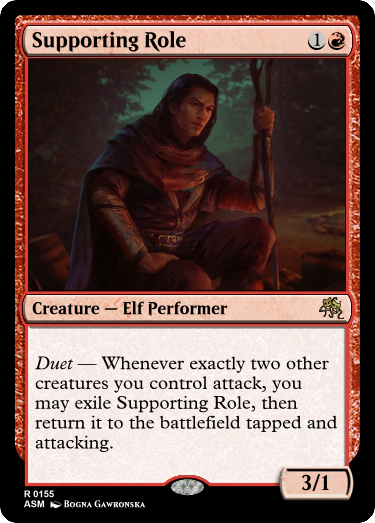 Supporting Role 1
Creature — Elf Performer
Duet — Whenever exactly two other
creatures you control attack, you
may exile Supporting Role, then
return it to the battlefield tapped and
attacking.
3/1
R 0155
ASM Bogna Gawronska